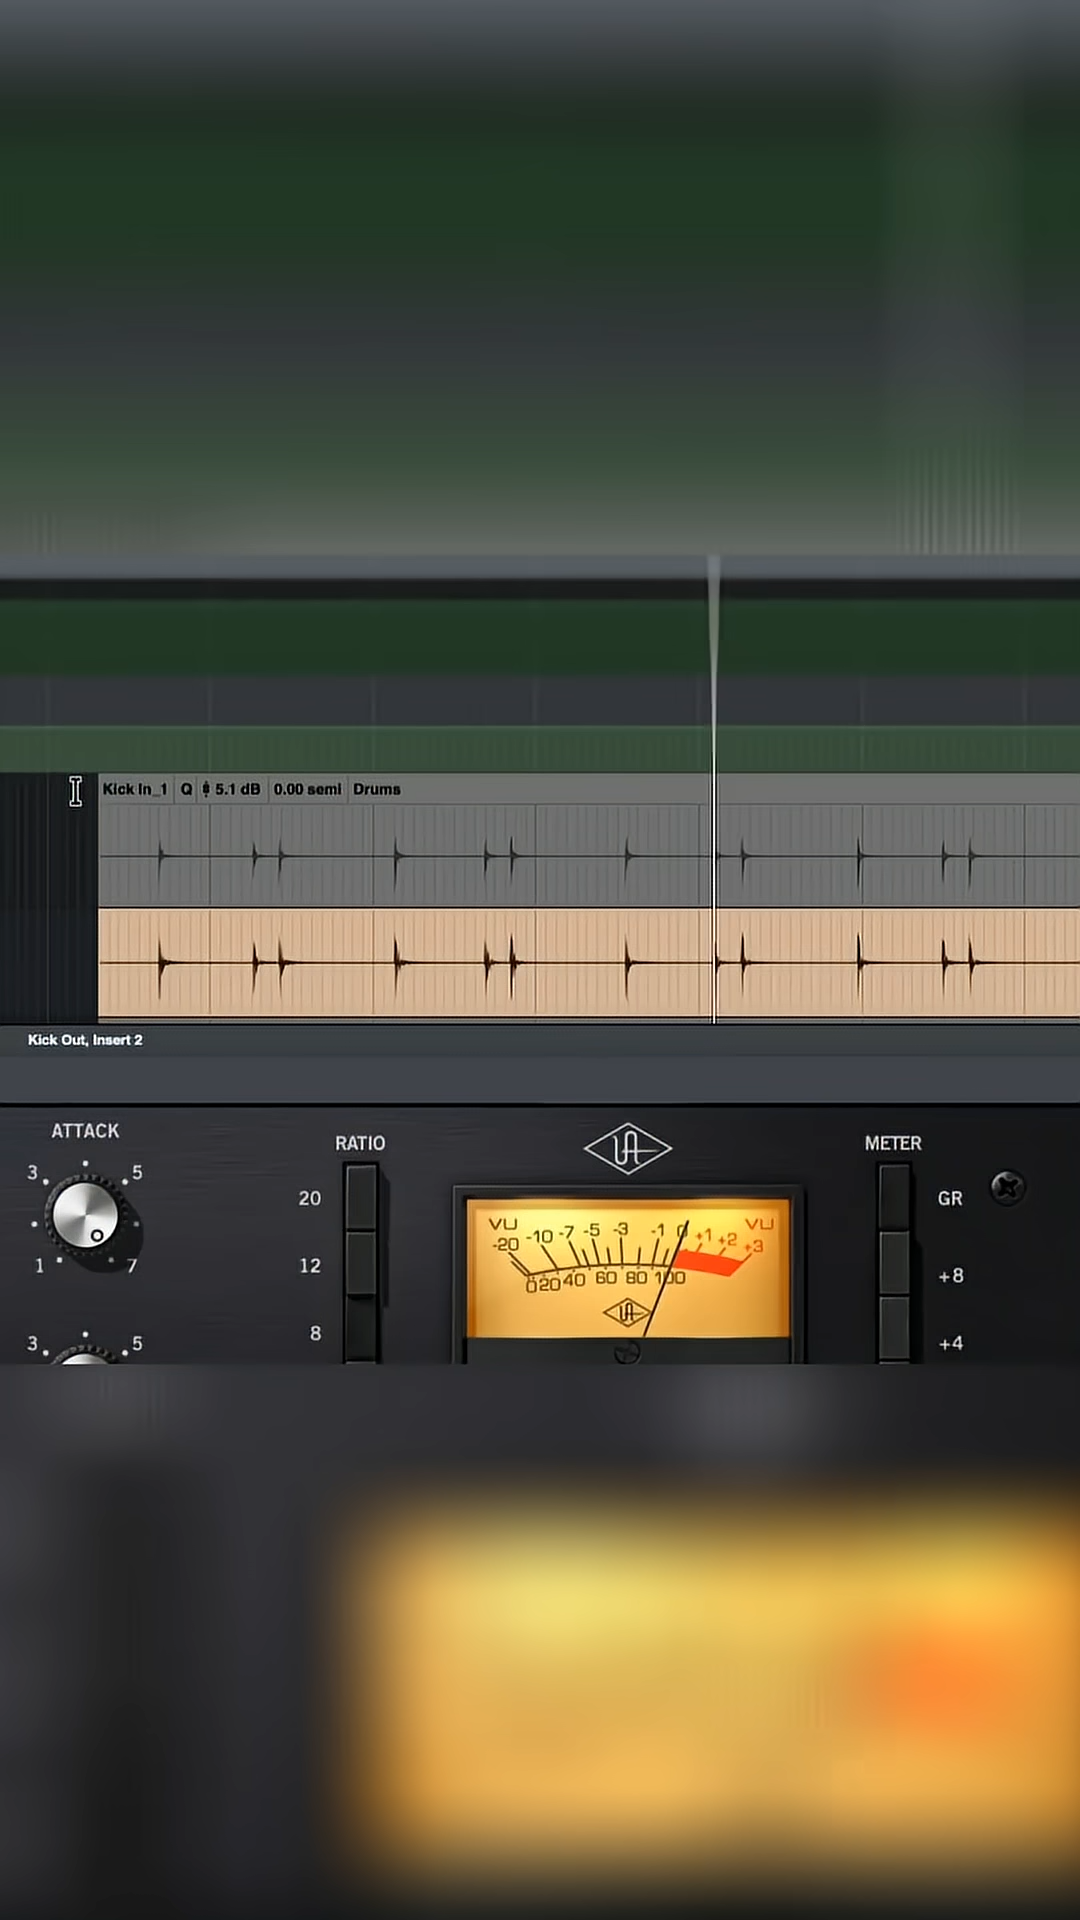 Kick In_1 Q 5.1 dB 0.00 semi Drums
Kick Out, Insert 2
ATTACK
3 5
1 7
3 5
RATIO
20
12
8
UA
VU VU
-20 -10 -7 -5 -3 -1 0 +1 +2 +3
0 20 40 60 80 100
UA
METER
GR
+8
+4